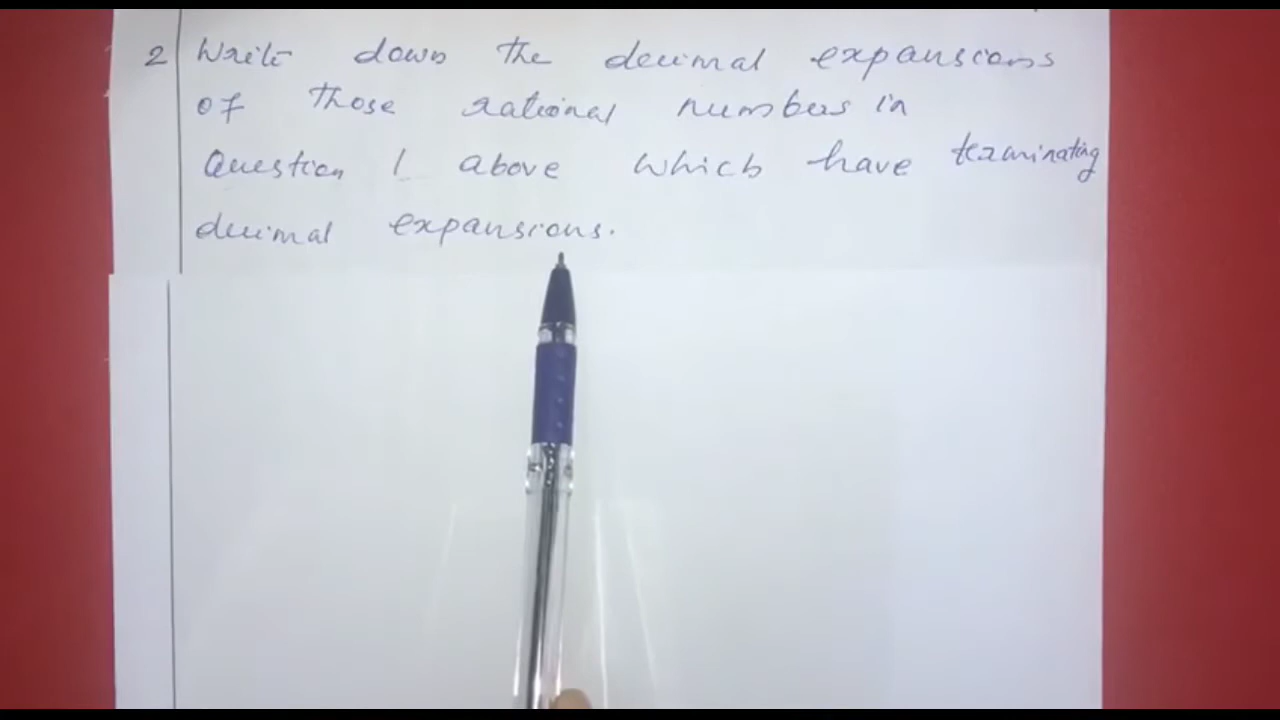 2 Write down the decimal expansions
of those rational numbers in
Question 1 above which have terminating
decimal expansions.